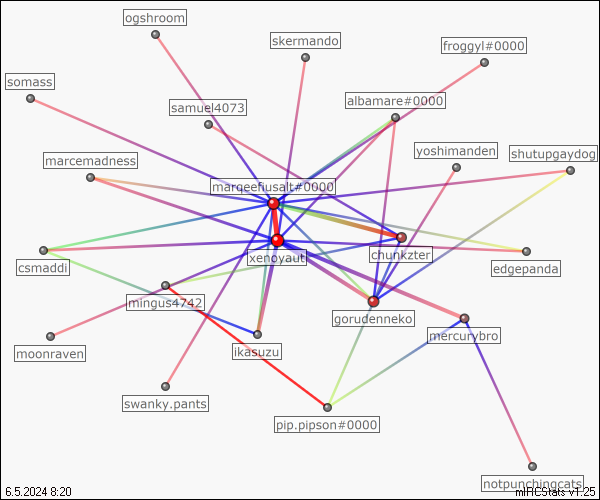 ogshroom
skermando
froggyl#0000
somass
samuel4073
albamare#0000
marcemadness
yoshimanden
shutupgaydog
marqeefiusalt#0000
csmaddi
xenoyaut
chunkzter
edgepanda
mingus4742
gorudenneko
mercurybro
moonraven
ikasuzu
swanky.pants
pip.pipson#0000
notpunchingcats
6.5.2024 8:20
mIRCStats v1.25